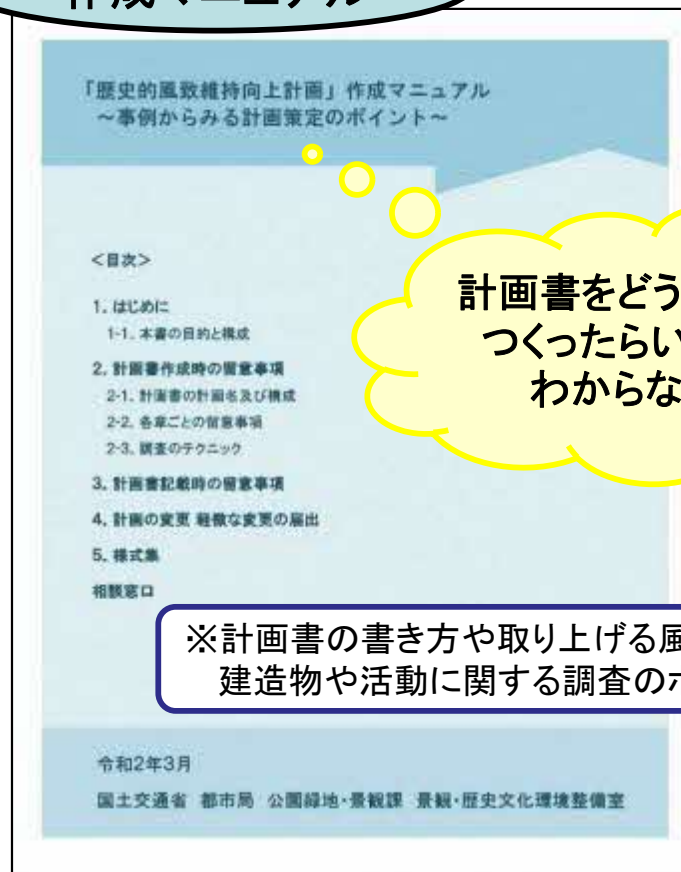 作成マニュアル
「歴史的風致維持向上計画」作成マニュアル
～事例からみる計画策定のポイント～
<目次>
1. はじめに
1-1. 本書の目的と構成
2. 計画書作成時の留意事項
2-1. 計画書の計画名及び構成
2-2. 各章ごとの留意事項
2-3. 調査のテクニック
3. 計画書記載時の留意事項
4. 計画の変更 軽微な変更の届出
5. 様式集
相談窓口
計画書をどう
つくったらい
わからな
※計画書の書き方や取り上げる風
建造物や活動に関する調査のポ
令和2年3月
国土交通省 都市局 公園緑地・景観課 景観・歴史文化環境整備室